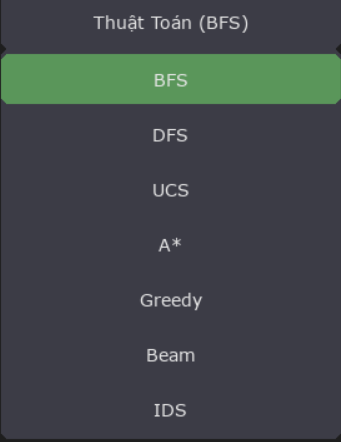 Thuật Toán (BFS)
BFS
DFS
UCS
A*
Greedy
Beam
IDS